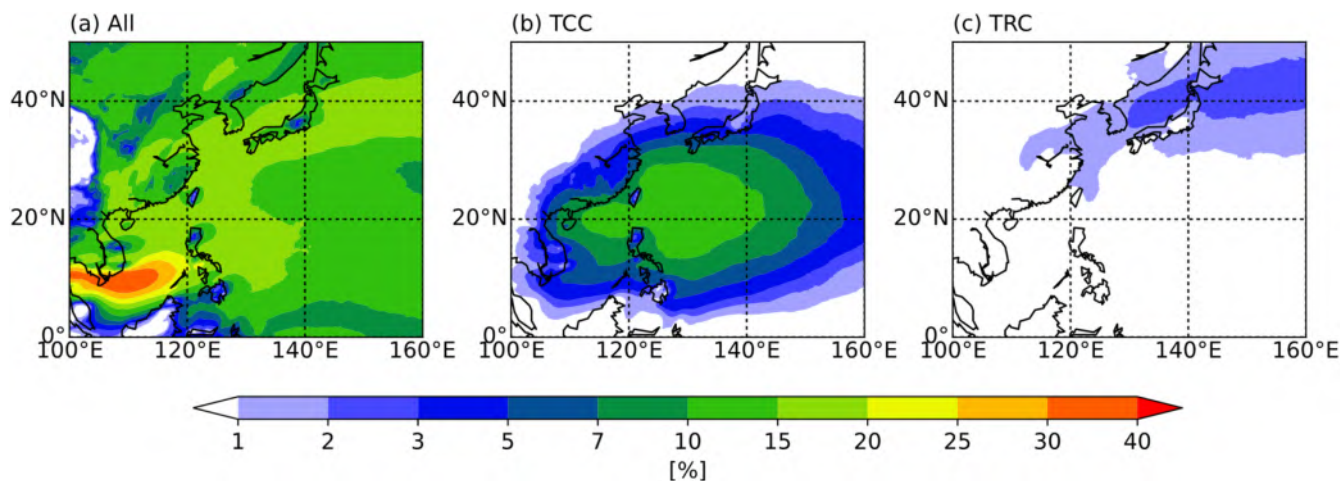 (a) All (b) TCC (c) TRC
40°N 40°N 40°N
20°N 20°N 20°N
0° 0° 0°
100°E 120°E 140°E 160°E 100°E 120°E 140°E 160°E 100°E 120°E 140°E 160°E
1 2 3 5 7 10 15 20 25 30 40
[%]